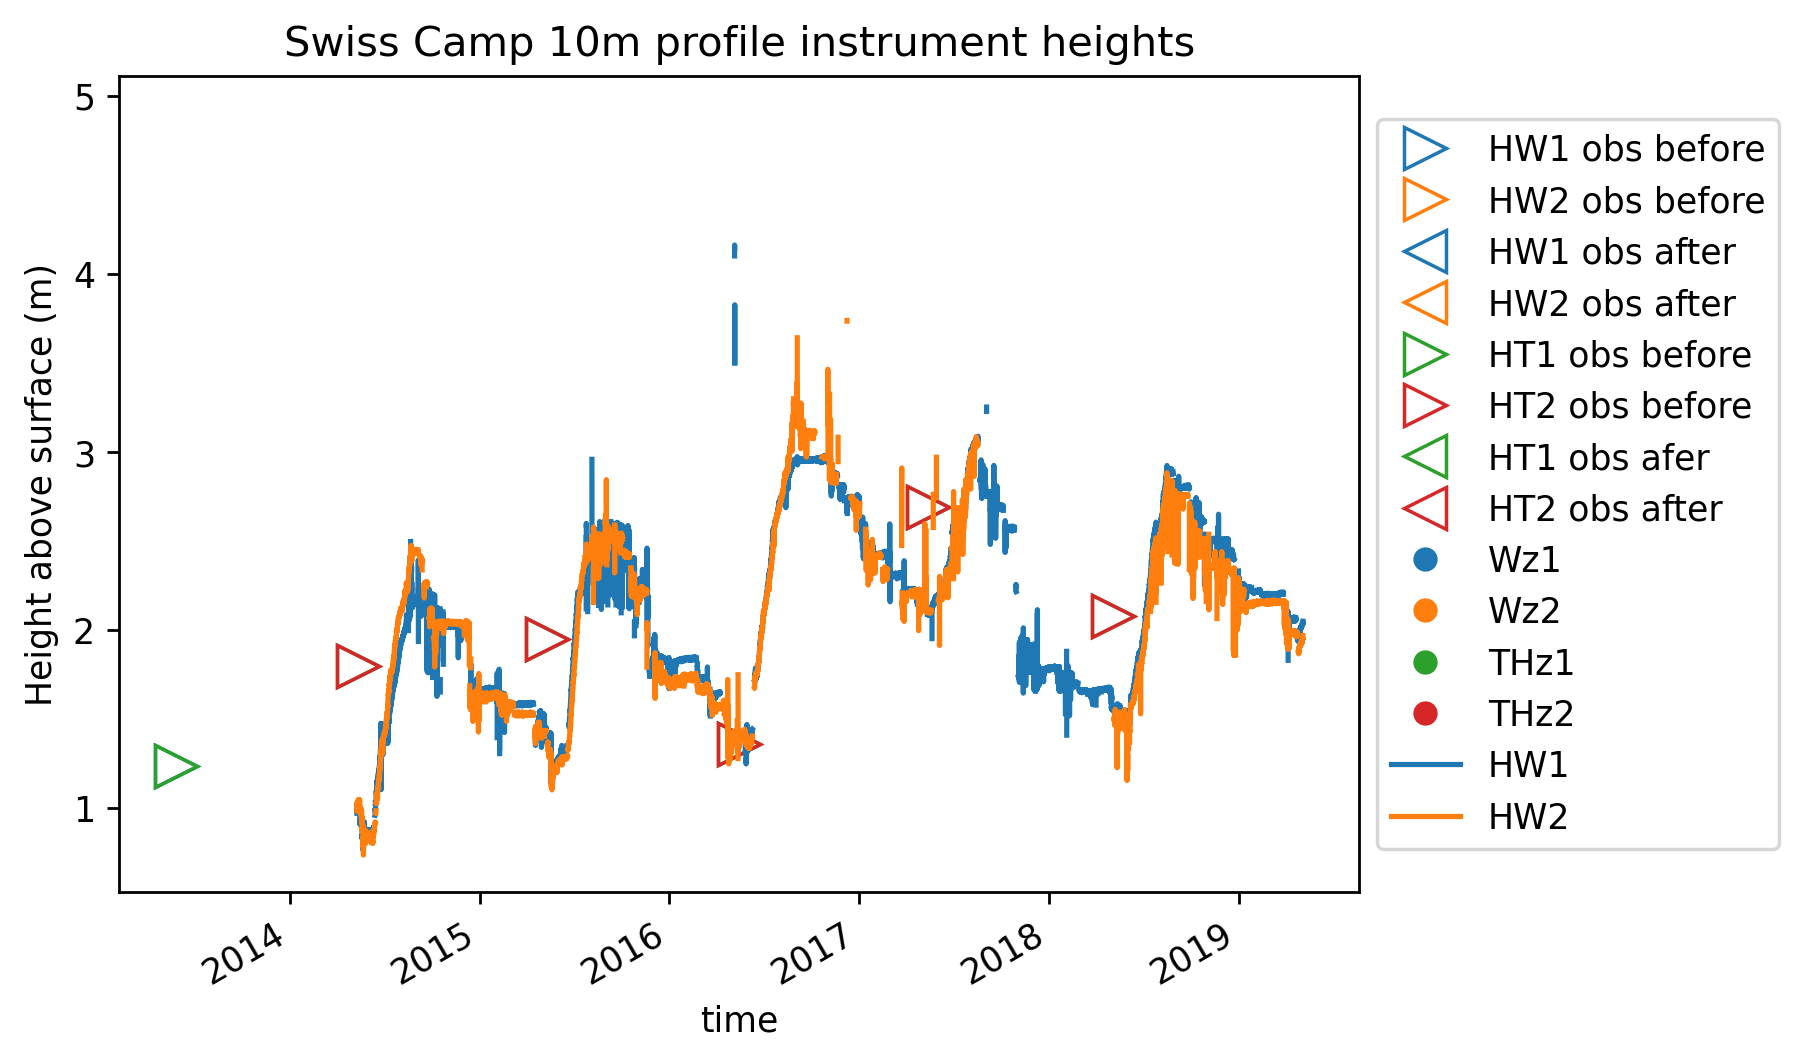 Swiss Camp 10m profile instrument heights
Height above surface (m)
5
4
3
2
1
2014
2015
2016
2017
2018
2019
time
HW1 obs before
HW2 obs before
HW1 obs after
HW2 obs after
HT1 obs before
HT2 obs before
HT1 obs afer
HT2 obs after
Wz1
Wz2
THz1
THz2
HW1
HW2